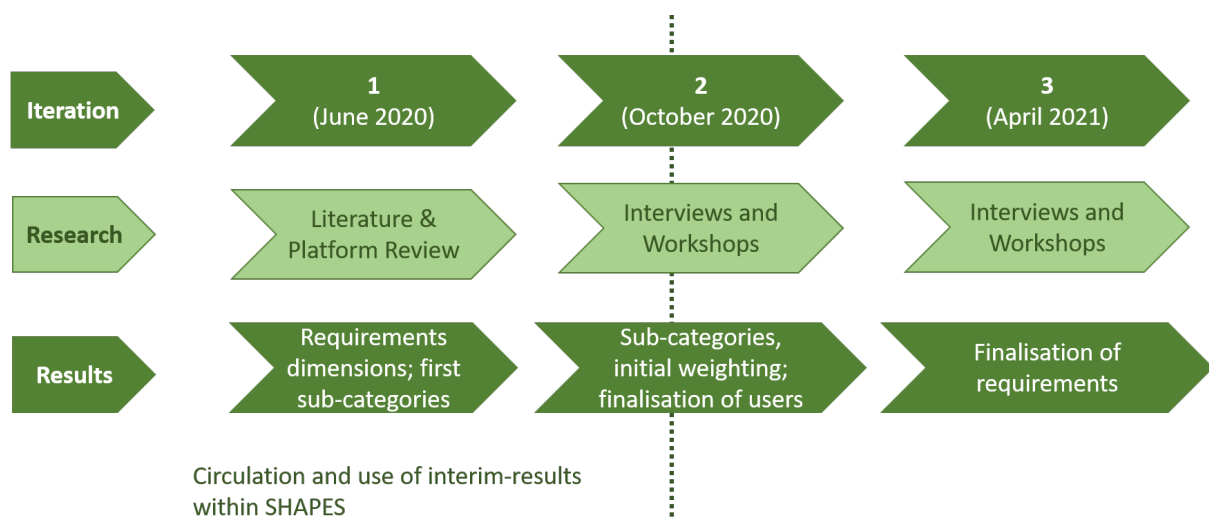 Iteration
1
(June 2020)
2
(October 2020)
3
(April 2021)
Research
Literature &
Platform Review
Interviews and
Workshops
Interviews and
Workshops
Results
Requirements
dimensions; first
sub-categories
Sub-categories,
initial weighting;
finalisation of users
Finalisation of
requirements
Circulation and use of interim-results
within SHAPES